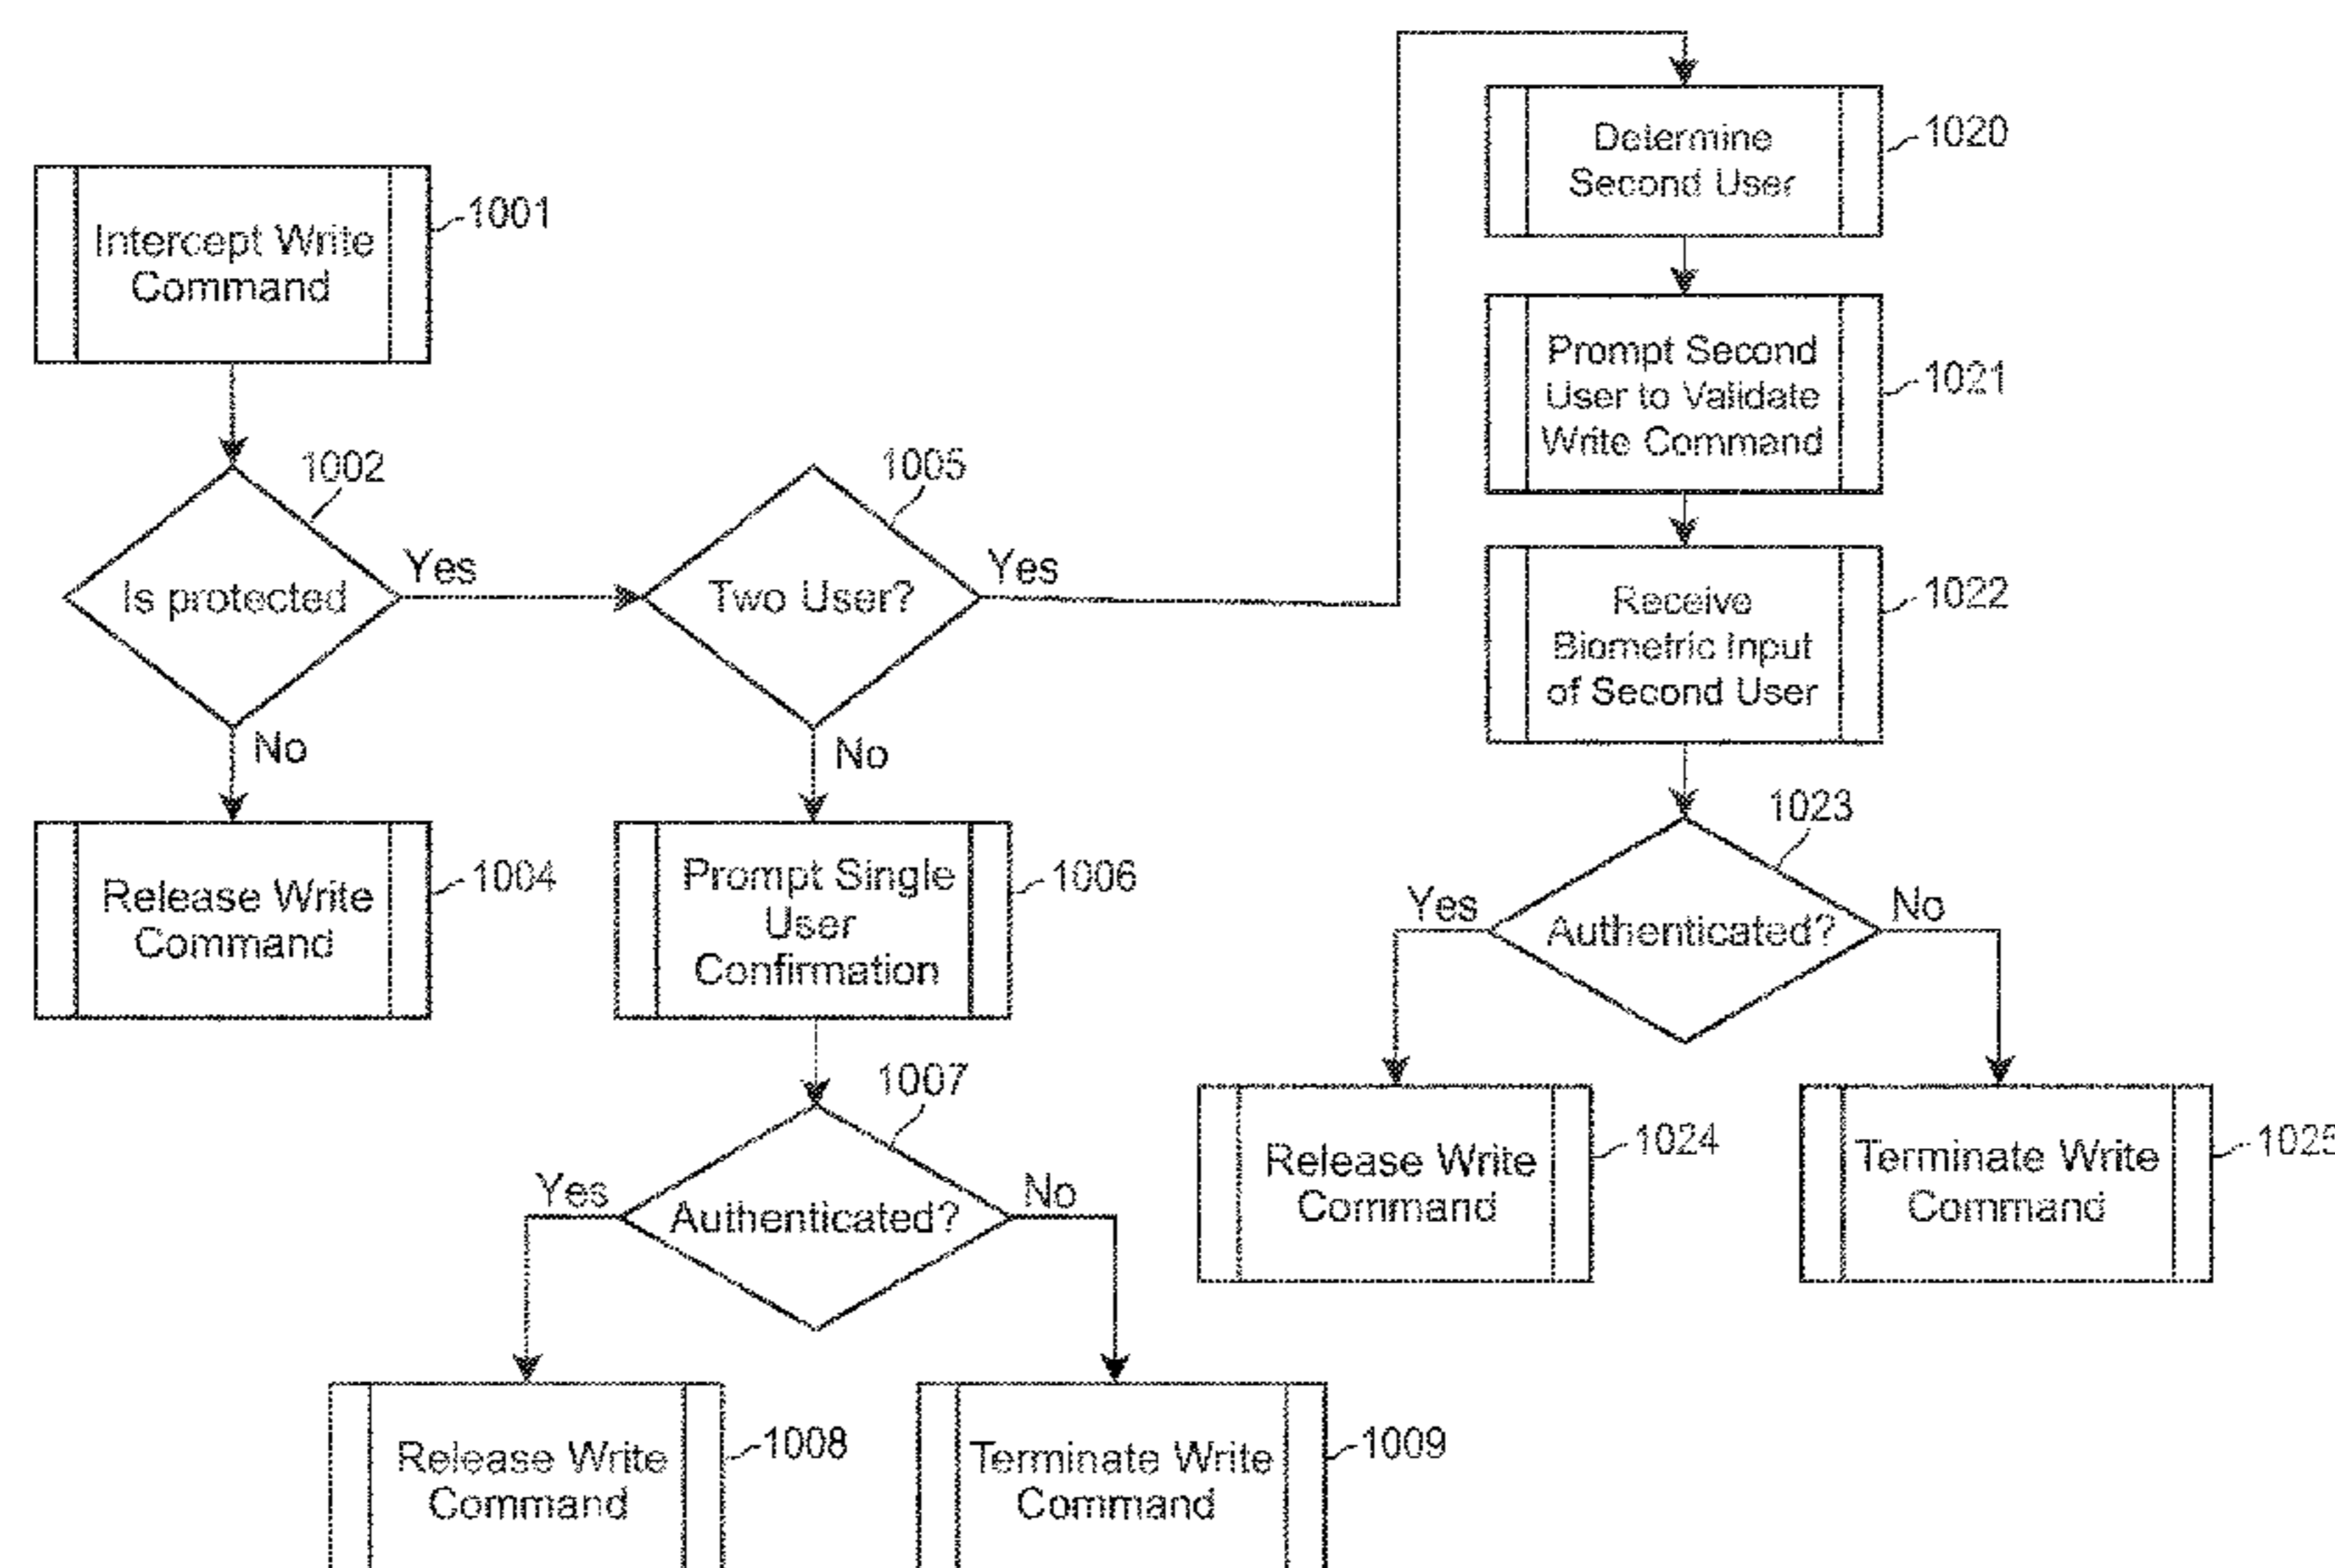 Intercept Write
Command
1001
Is protected
1002
Yes
No
Release Write
Command
1004
Two User?
1005
Yes
No
Prompt Single
User
Confirmation
1006
Authenticated?
1007
Yes
No
Release Write
Command
1008
Terminate Write
Command
1009
Determine
Second User
1020
Prompt Second
User to Validate
Write Command
1021
Receive
Biometric Input
of Second User
1022
Authenticated?
1023
Yes
No
Release Write
Command
1024
Terminate Write
Command
1025